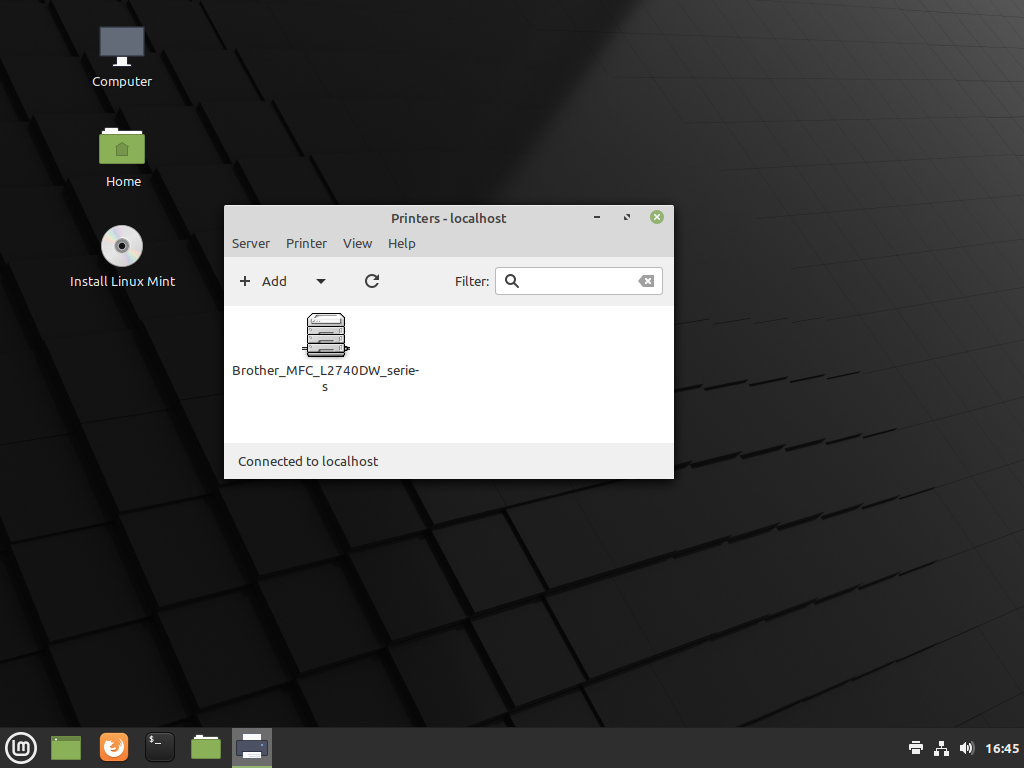 Computer
Home
Install Linux Mint
Printers - localhost
Server Printer View Help
Add
Filter:
Brother_MFC_L2740DW_serie-
s
Connected to localhost
$_
16:45